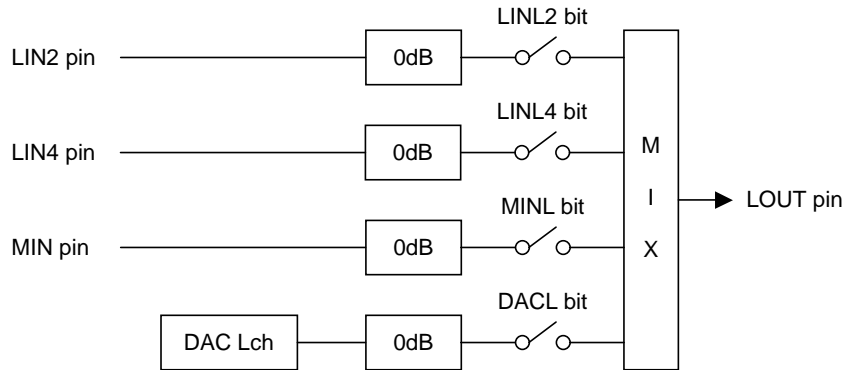 LINL2 bit
LIN2 pin
0dB
LINL4 bit
LIN4 pin
0dB
M
I
X
LOUT pin
MINL bit
MIN pin
0dB
DACL bit
DAC Lch
0dB